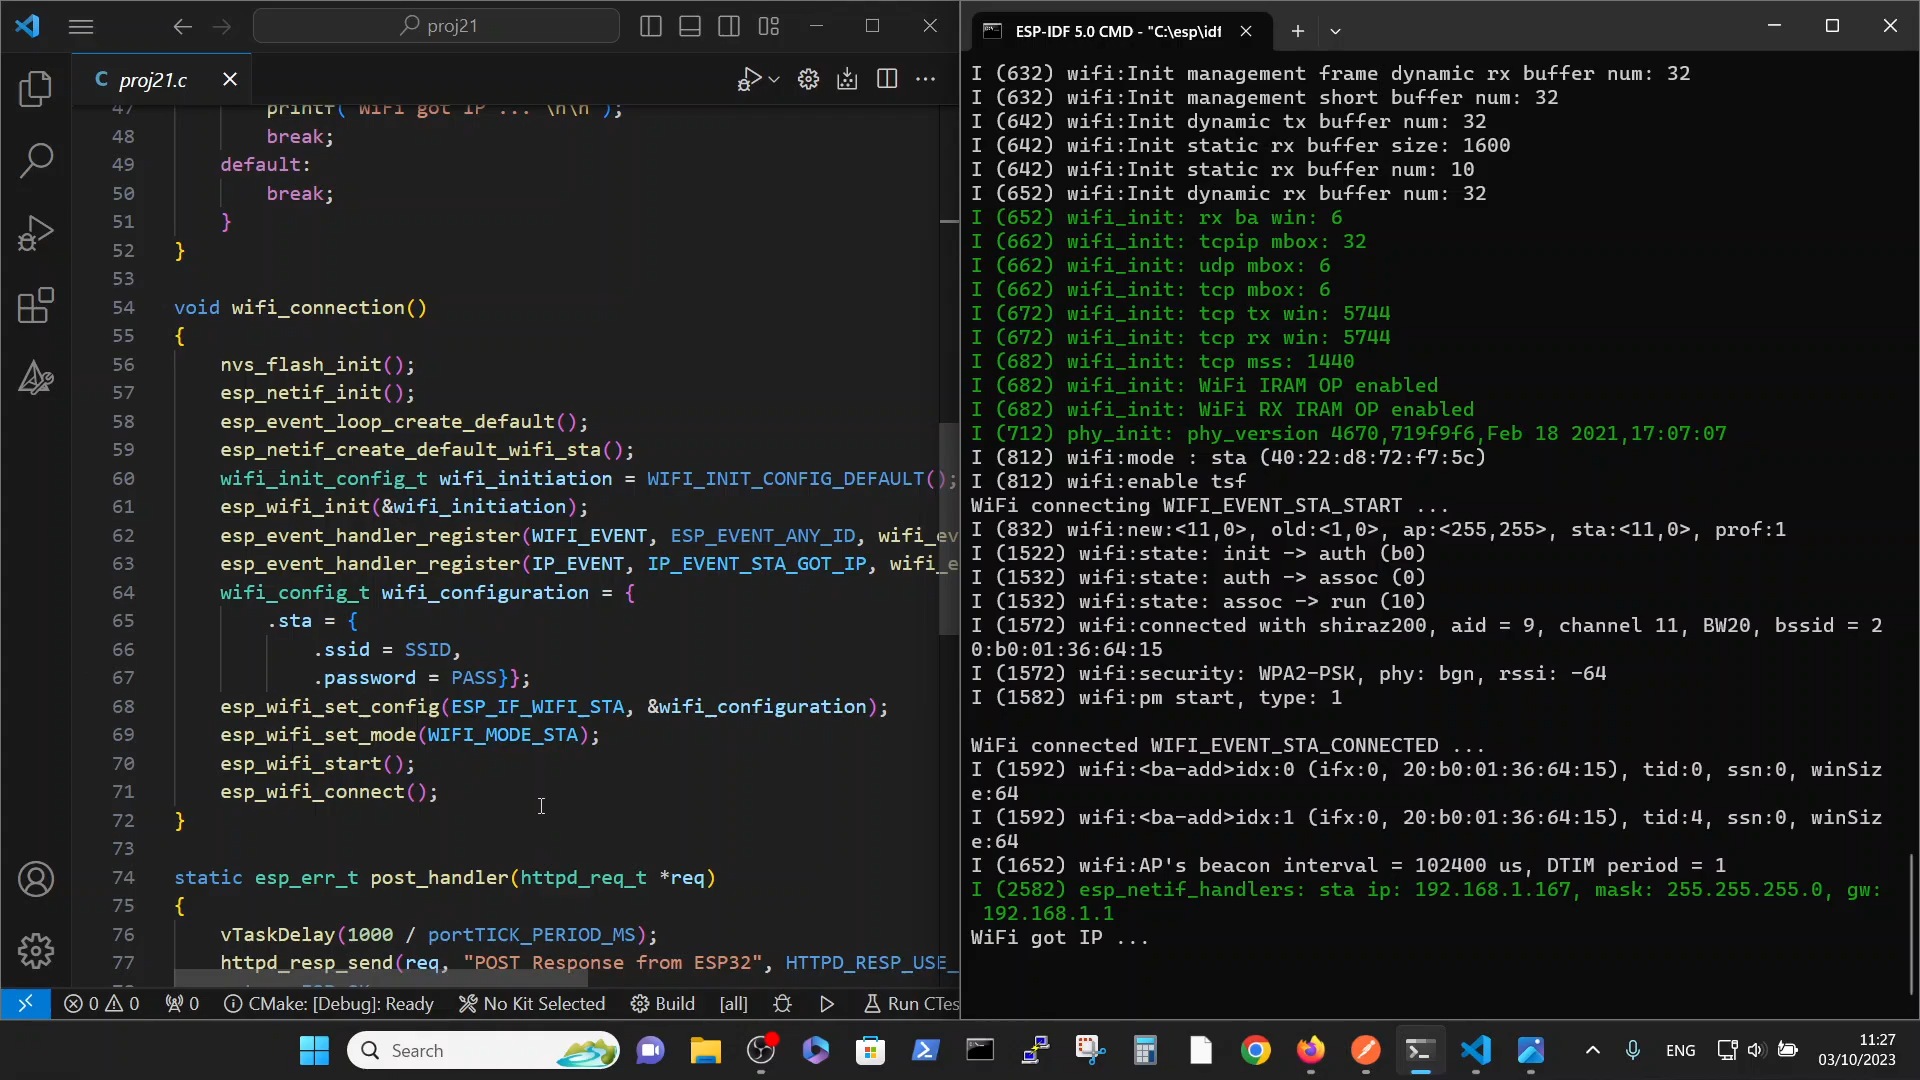 proj21
C proj21.c
47 printf("WiFi got IP ... \n\n");
48 break;
49 default:
50 break;
51 }
52 }
53
54 void wifi_connection()
55 {
56 nvs_flash_init();
57 esp_netif_init();
58 esp_event_loop_create_default();
59 esp_netif_create_default_wifi_sta();
60 wifi_init_config_t wifi_initiation = WIFI_INIT_CONFIG_DEFAULT();
61 esp_wifi_init(&wifi_initiation);
62 esp_event_handler_register(WIFI_EVENT, ESP_EVENT_ANY_ID, wifi_ev
63 esp_event_handler_register(IP_EVENT, IP_EVENT_STA_GOT_IP, wifi_e
64 wifi_config_t wifi_configuration = {
65 .sta = {
66 .ssid = SSID,
67 .password = PASS}};
68 esp_wifi_set_config(ESP_IF_WIFI_STA, &wifi_configuration);
69 esp_wifi_set_mode(WIFI_MODE_STA);
70 esp_wifi_start();
71 esp_wifi_connect();
72 }
73
74 static esp_err_t post_handler(httpd_req_t *req)
75 {
76 vTaskDelay(1000 / portTICK_PERIOD_MS);
77 httpd_resp_send(req, "POST Response from ESP32", HTTPD_RESP_USE_
0 0 0 CMake: [Debug]: Ready No Kit Selected Build [all] Run CTes
ESP-IDF 5.0 CMD - "C:\esp\idf
I (632) wifi:Init management frame dynamic rx buffer num: 32
I (632) wifi:Init management short buffer num: 32
I (642) wifi:Init dynamic tx buffer num: 32
I (642) wifi:Init static rx buffer size: 1600
I (642) wifi:Init static rx buffer num: 10
I (652) wifi:Init dynamic rx buffer num: 32
I (652) wifi_init: rx ba win: 6
I (662) wifi_init: tcpip mbox: 32
I (662) wifi_init: udp mbox: 6
I (662) wifi_init: tcp mbox: 6
I (672) wifi_init: tcp tx win: 5744
I (672) wifi_init: tcp rx win: 5744
I (682) wifi_init: tcp mss: 1440
I (682) wifi_init: WiFi IRAM OP enabled
I (682) wifi_init: WiFi RX IRAM OP enabled
I (712) phy_init: phy_version 4670,719f9f6,Feb 18 2021,17:07:07
I (812) wifi:mode : sta (40:22:d8:72:f7:5c)
I (812) wifi:enable tsf
WiFi connecting WIFI_EVENT_STA_START ...
I (832) wifi:new:<11,0>, old:<1,0>, ap:<255,255>, sta:<11,0>, prof:1
I (1522) wifi:state: init -> auth (b0)
I (1532) wifi:state: auth -> assoc (0)
I (1532) wifi:state: assoc -> run (10)
I (1572) wifi:connected with shiraz200, aid = 9, channel 11, BW20, bssid = 2
0:b0:01:36:64:15
I (1572) wifi:security: WPA2-PSK, phy: bgn, rssi: -64
I (1582) wifi:pm start, type: 1
WiFi connected WIFI_EVENT_STA_CONNECTED ...
I (1592) wifi:<ba-add>idx:0 (ifx:0, 20:b0:01:36:64:15), tid:0, ssn:0, winSiz
e:64
I (1592) wifi:<ba-add>idx:1 (ifx:0, 20:b0:01:36:64:15), tid:4, ssn:0, winSiz
e:64
I (1652) wifi:AP's beacon interval = 102400 us, DTIM period = 1
I (2582) esp_netif_handlers: sta ip: 192.168.1.167, mask: 255.255.255.0, gw:
192.168.1.1
WiFi got IP ...
Search
ENG
11:27
03/10/2023